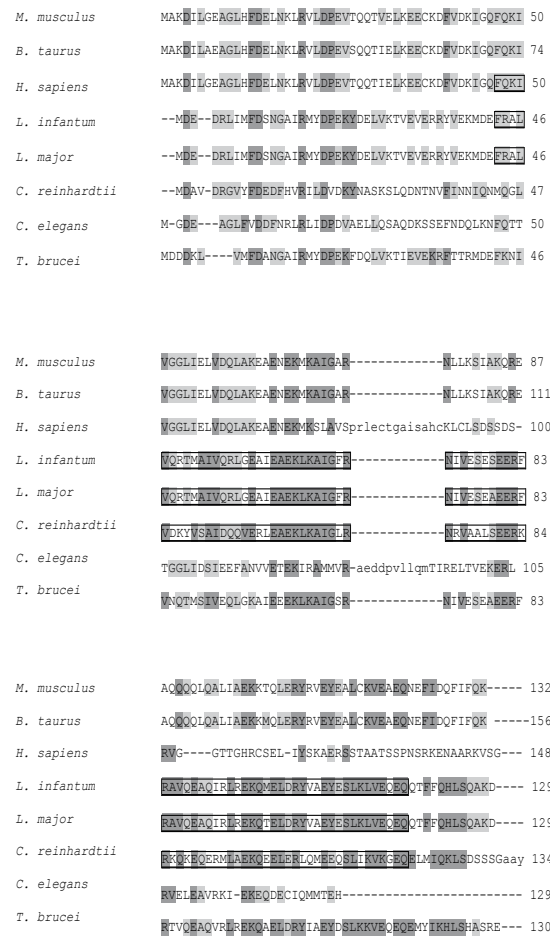 M. musculus MAKDILGEAGLHFDELNKLRVLDPEVTQQTVELKEECKDFVDKIGQFQKI 50
B. taurus MAKDILAEAGLHFDELNKLRVLDPEVSQQTIELKEECKDFVDKIGQFQKI 74
H. sapiens MAKDILGEAGLHFDELNKLRVLDPEVTQQTIELKEECKDFVDKIGQFQKI 50
L. infantum --MDE--DRLIMFDSNGAIRMYDPEKYDELVKTVEVERRYVEKMDEFRAL 46
L. major --MDE--DRLIMFDSNGAIRMYDPEKYDELVKTVEVERRYVEKMDEFRAL 46
C. reinhardtii --MDAV-DRGVYFDEDFHVRILDVDKYNASKSLQDNTNVFINNIQNMQGL 47
C. elegans M-GDE---AGLFVDDFNRLRLIDPDVAELLQSAQDKSSEFNDQLKNFQTT 50
T. brucei MDDDKL----VMFDANGAIRMYDPEKFDQLVKTIEVEKRFTTRMDEFKNI 46
M. musculus VGGLIELVDQLAKEAENEKMKAIGAR-------------NLLKSIAKQRE 87
B. taurus VGGLIELVDQLAKEAENEKMKAIGAR-------------NLLKSIAKQRE 111
H. sapiens VGGLIELVDQLAKEAENEKMKSLAVSprlectgaisahcKLCLSDSSDS- 100
L. infantum VQRTMAIVQRLGEAIEAEKLKAIGFR-------------NIVESESEERF 83
L. major VQRTMAIVQRLGEAIEAEKLKAIGFR-------------NIVESEAEERF 83
C. reinhardtii VDKYVSAIDQQVERLEAEKLKAIGLR-------------NRVAALSEERK 84
C. elegans TGGLIDSIEEFANVVETEKIRAMMVR-aeddpvllqmTIRELTVEKERL 105
T. brucei VNQTMSIVEQLGKAIEEEKLKAIGSR-------------NIVESEAEERF 83
M. musculus AQQQQLQALIAEKKTQLERYRVEYEALCKVEAEQNEFIDQFIFQK----- 132
B. taurus AQQQQLQALIAEKKMQLERYRVEYEALCKVEAEQNEFIDQFIFQK -----156
H. sapiens RVG----GTTGHRCSEL-IYSKAERSSTAATSSPNSRKENAARKVSG--- 148
L. infantum RAVQEAQIRLREKQMELDRYVAEYESLKLVEQEQQTFFQHLSQAKD---- 129
L. major RAVQEAQIRLREKQTELDRYVAEYESLKLVEQEQQTFFQHLSQAKD---- 129
C. reinhardtii RKQKEQERMLAEKQEELERLQMEEQSLIKVKGEQELMIQKLSDSSSGaay 134
C. elegans RVELEAVRKI-EKEQDECIQMMTEH------------------------- 129
T. brucei RTVQEAQVRLREKQAELDRYIAEYDSLKKVEQEQEMYIKHLSHASRE--- 130